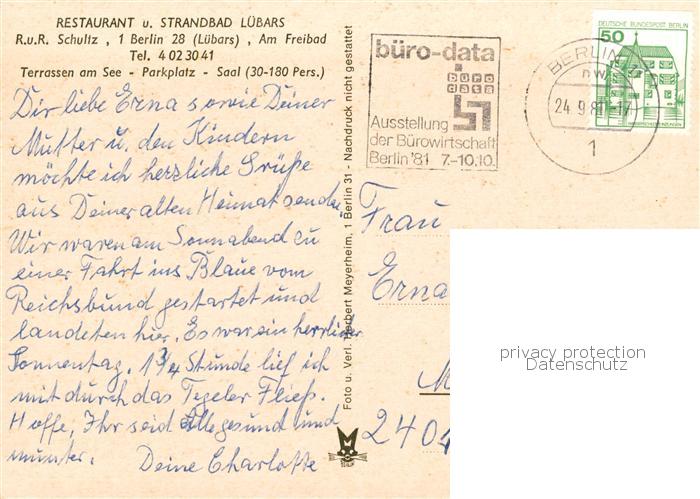 RESTAURANT u. STRANDBAD LÜBARS
R.u.R. Schultz , 1 Berlin 28 (Lübars) , Am Freibad
Tel. 4 02 30 41
Terrassen am See - Parkplatz - Saal (30-180 Pers.)
Dir liebe Erna sowie Deiner
Mutter u. den Kindern
möchte ich herzliche Grüße
aus Deiner alten Heimat senden.
Wir waren am Sonnabend zu
einer Fahrt ins Blaue vom
Reichsbund gestartet und
landeten hier. Es war ein herrlicher
Sonnentag. 1 3/4 Stunde lief ich
mit durch das Tegeler Fließ.
Hoffe, Ihr seid Alle gesund und
munter. Deine Charlotte
Foto u. Verl. Herbert Meyerheim, 1 Berlin 31 - Nachdruck nicht gestattet
büro-data
büro
data
Ausstellung
der Bürowirtschaft
Berlin '81 7.-10.10.
BERLIN
nw
24.9.81-17
1
DEUTSCHE BUNDESPOST BERLIN
50
Frau
Erna
M
2404
privacy protection
Datenschutz